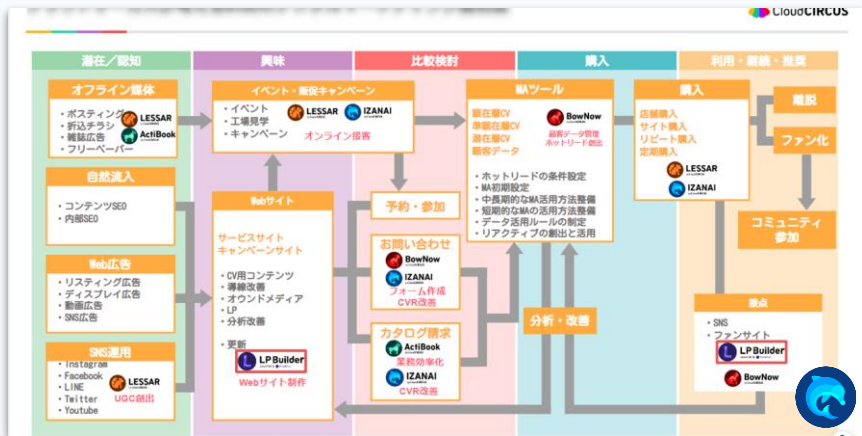 CloudCIRCUS
潜在/認知
興味
比較検討
購入
利用・継続・推奨
オフライン媒体
・ポスティング
・折込チラシ
・雑誌広告
・フリーペーパー
LESSAR
ActiBook
自然流入
・コンテンツSEO
・内部SEO
Web広告
・リスティング広告
・ディスプレイ広告
・動画広告
・SNS広告
SNS運用
・Instagram
・Facebook
・LINE
・Twitter
・Youtube
LESSAR
UGC創出
イベント・販促キャンペーン
・イベント
・工場見学
・キャンペーン
LESSAR
IZANAI
オンライン接客
Webサイト
サービスサイト
キャンペーンサイト
・CV用コンテンツ
・導線改善
・オウンドメディア
・LP
・分析改善
・更新
LP Builder
Webサイト制作
予約・参加
お問い合わせ
BowNow
IZANAI
フォーム作成
CVR改善
カタログ請求
ActiBook
業務効率化
IZANAI
CVR改善
MAツール
顕在層CV
準顕在層CV
潜在層CV
顧客データ
BowNow
顧客データ管理
ホットリード創出
・ホットリードの条件設定
・MA初期設定
・中長期的なMA活用方法整備
・短期的なMAの活用方法整備
・データ活用ルールの制定
・リアクティブの創出と活用
分析・改善
購入
店舗購入
サイト購入
リピート購入
定期購入
LESSAR
IZANAI
離脱
ファン化
コミュニティ
参加
接点
・SNS
・ファンサイト
LP Builder
BowNow